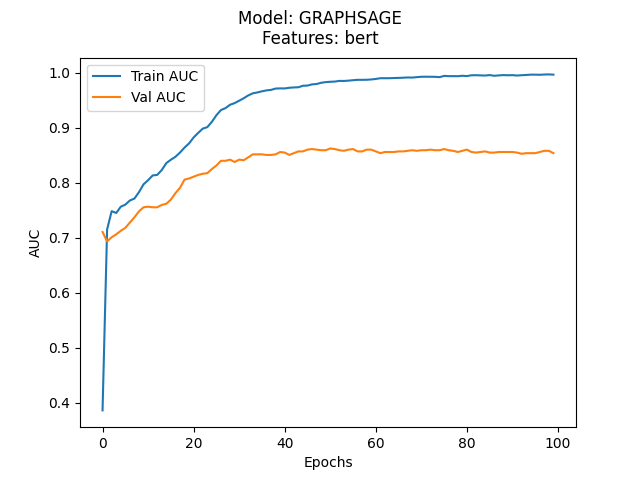 Model: GRAPHSAGE
Features: bert
Train AUC
Val AUC
1.0
0.9
0.8
0.7
0.6
0.5
0.4
AUC
0 20 40 60 80 100
Epochs